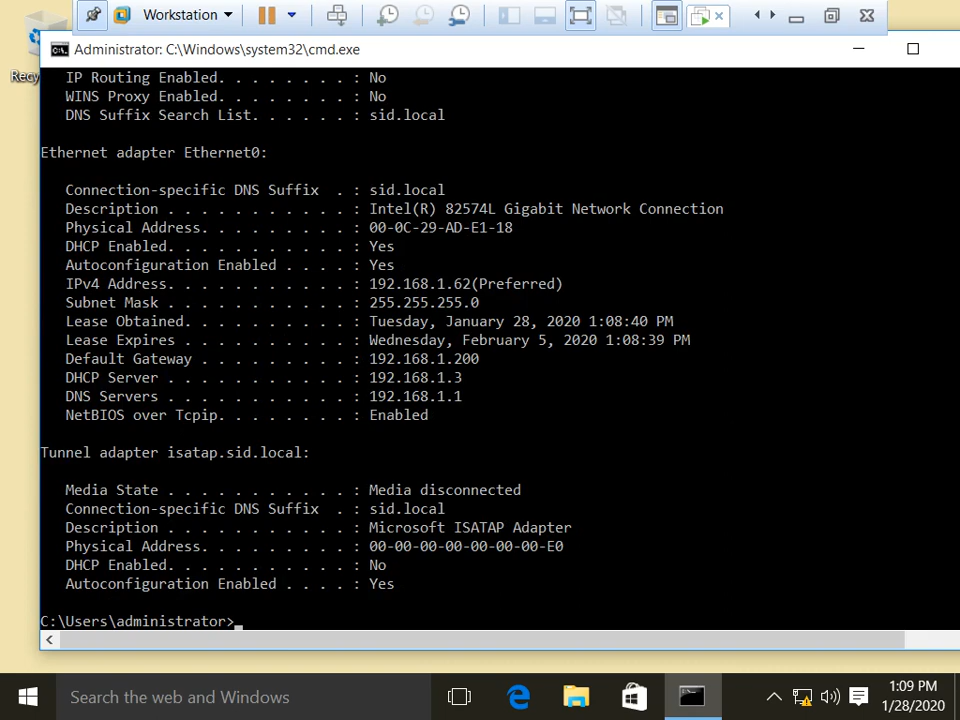 Workstation
Administrator: C:\Windows\system32\cmd.exe
Recy
IP Routing Enabled. . . . . . . . : No
WINS Proxy Enabled. . . . . . . . : No
DNS Suffix Search List. . . . . . : sid.local
Ethernet adapter Ethernet0:
Connection-specific DNS Suffix  . : sid.local
Description . . . . . . . . . . . : Intel(R) 82574L Gigabit Network Connection
Physical Address. . . . . . . . . : 00-0C-29-AD-E1-18
DHCP Enabled. . . . . . . . . . . : Yes
Autoconfiguration Enabled . . . . : Yes
IPv4 Address. . . . . . . . . . . : 192.168.1.62(Preferred)
Subnet Mask . . . . . . . . . . . : 255.255.255.0
Lease Obtained. . . . . . . . . . : Tuesday, January 28, 2020 1:08:40 PM
Lease Expires . . . . . . . . . . : Wednesday, February 5, 2020 1:08:39 PM
Default Gateway . . . . . . . . . : 192.168.1.200
DHCP Server . . . . . . . . . . . : 192.168.1.3
DNS Servers . . . . . . . . . . . : 192.168.1.1
NetBIOS over Tcpip. . . . . . . . : Enabled
Tunnel adapter isatap.sid.local:
Media State . . . . . . . . . . . : Media disconnected
Connection-specific DNS Suffix  . : sid.local
Description . . . . . . . . . . . : Microsoft ISATAP Adapter
Physical Address. . . . . . . . . : 00-00-00-00-00-00-00-E0
DHCP Enabled. . . . . . . . . . . : No
Autoconfiguration Enabled . . . . : Yes
C:\Users\administrator>
Search the web and Windows
1:09 PM
1/28/2020